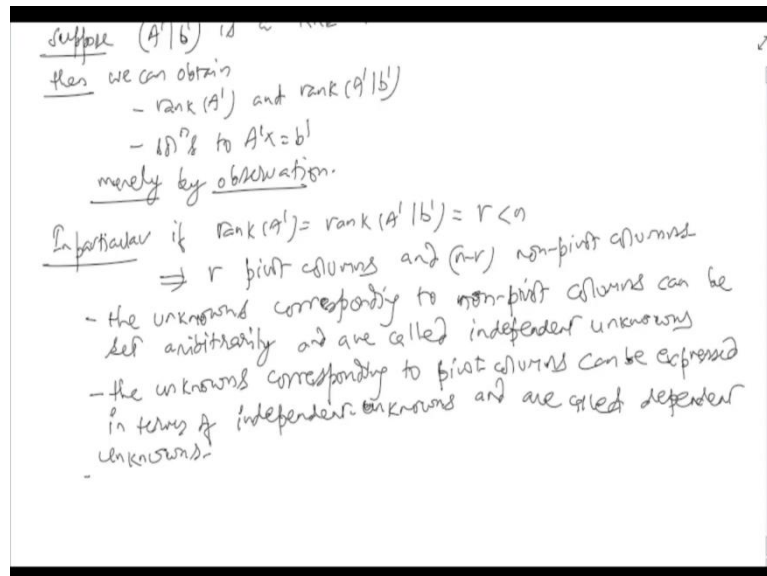 Suppose (A'|b') is a
then we can obtain
- rank (A') and rank (A'|b')
- solⁿs to A'x = b'
merely by observation.
In particular if rank (A') = rank (A'|b') = r < n
⇒ r pivot columns and (n-r) non-pivot columns
- the unknowns corresponding to non-pivot columns can be
set arbitrarily and are called independent unknowns
- the unknowns corresponding to pivot columns can be expressed
in terms of independent unknowns and are called dependent
unknowns.
-